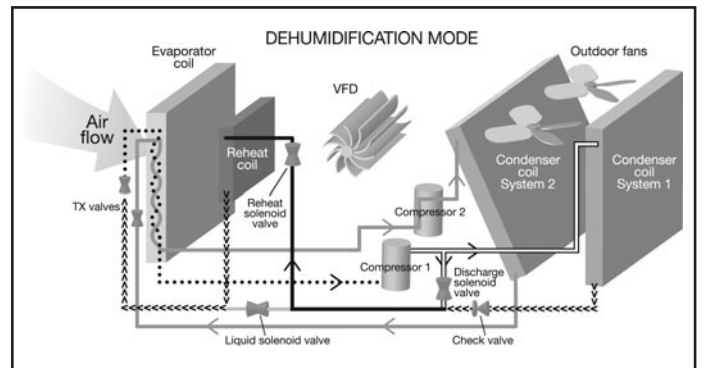 DEHUMIDIFICATION MODE
Evaporator
coil
Outdoor fans
VFD
Air
flow
Reheat
coil
Condenser
coil
System 2
Condenser
coil
System 1
TX valves
Reheat
solenoid
valve
Compressor 2
Compressor 1
Discharge
solenoid
valve
Liquid solenoid valve
Check valve